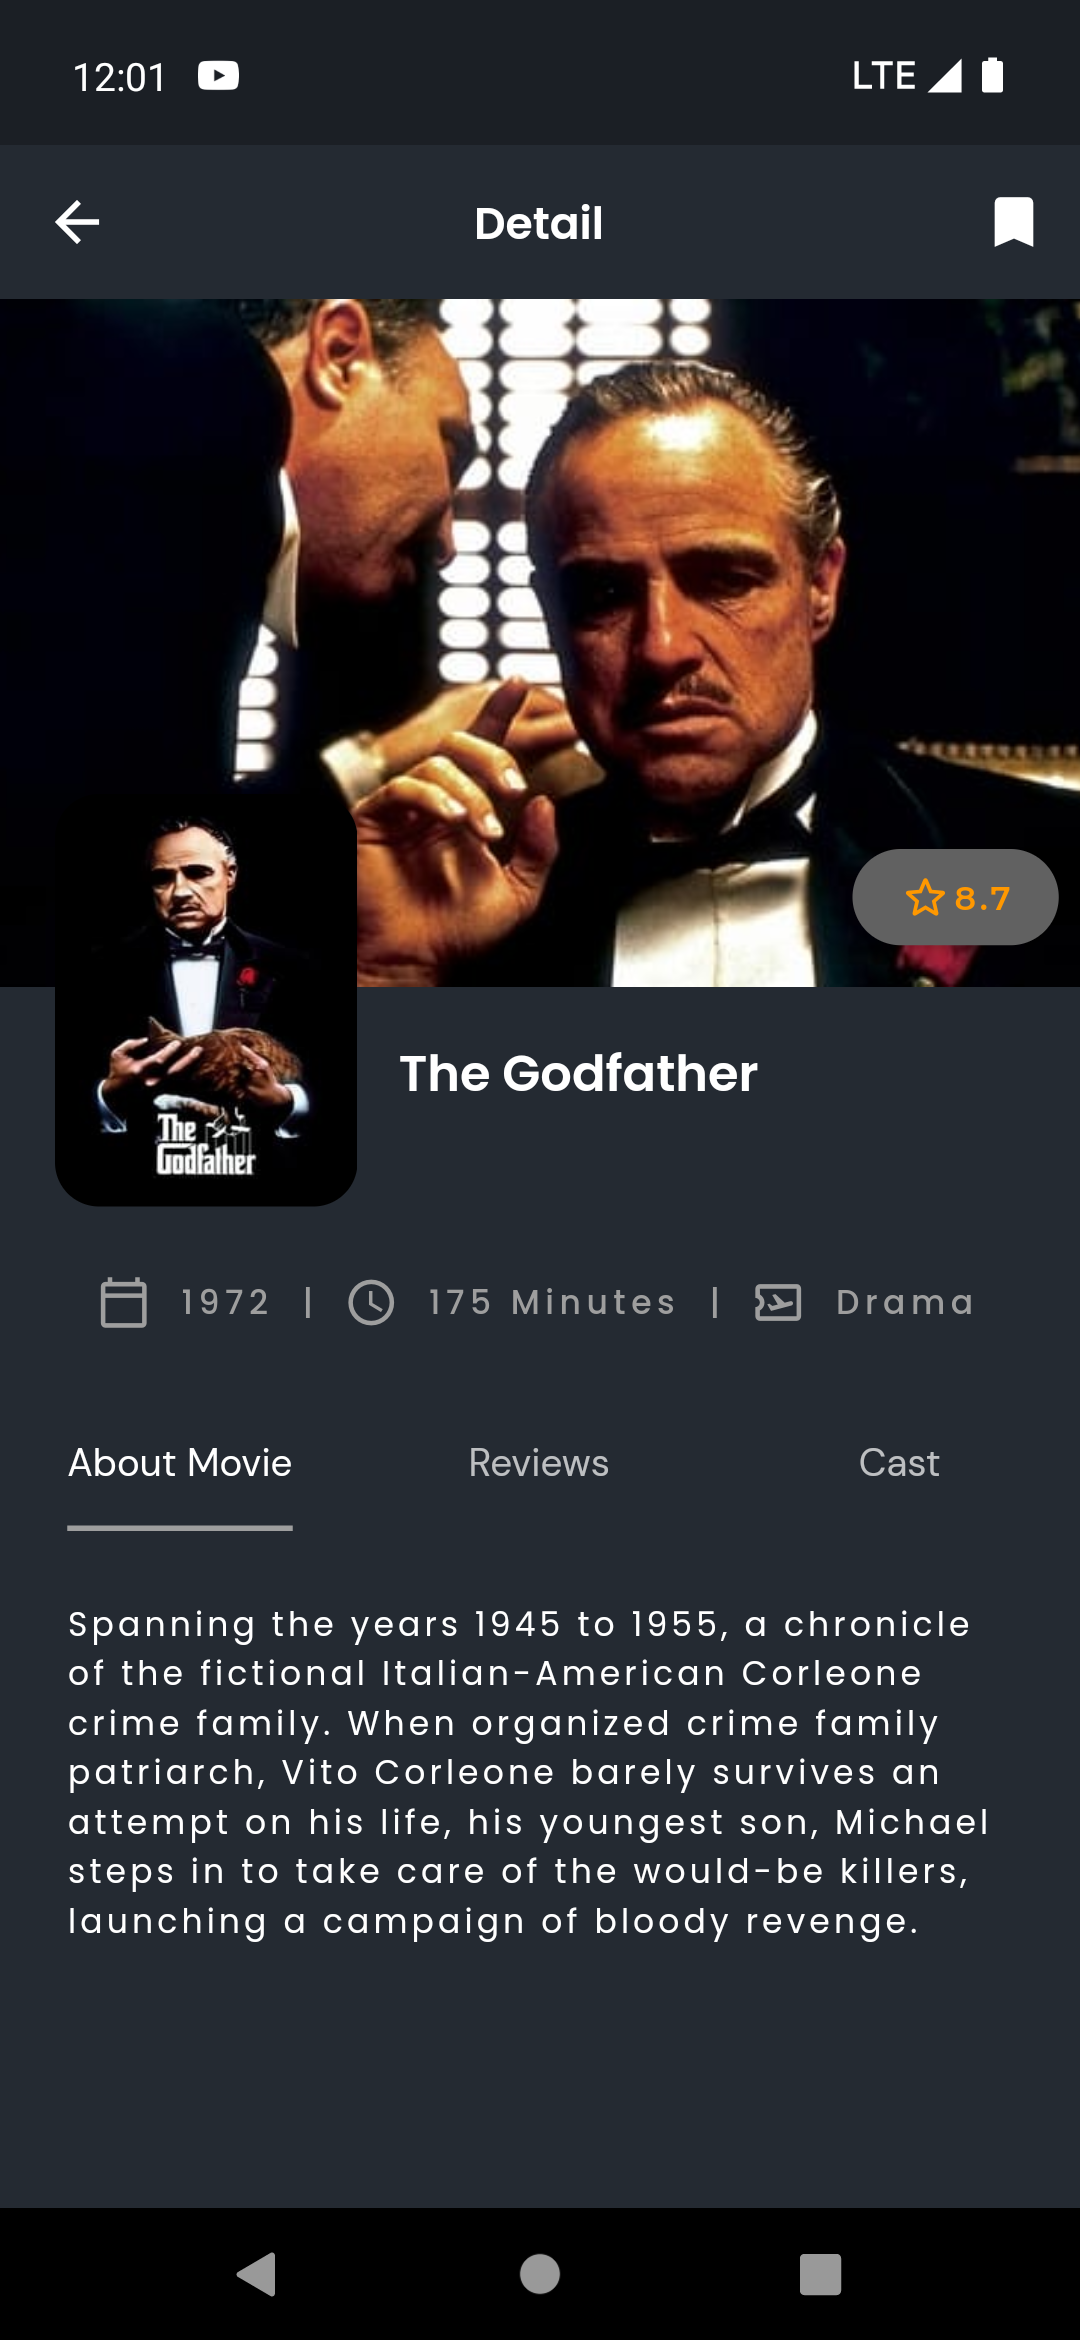 12:01
LTE
Detail
8.7
The
Godfather
The Godfather
1972 | 175 Minutes | Drama
About Movie Reviews Cast
Spanning the years 1945 to 1955, a chronicle
of the fictional Italian-American Corleone
crime family. When organized crime family
patriarch, Vito Corleone barely survives an
attempt on his life, his youngest son, Michael
steps in to take care of the would-be killers,
launching a campaign of bloody revenge.